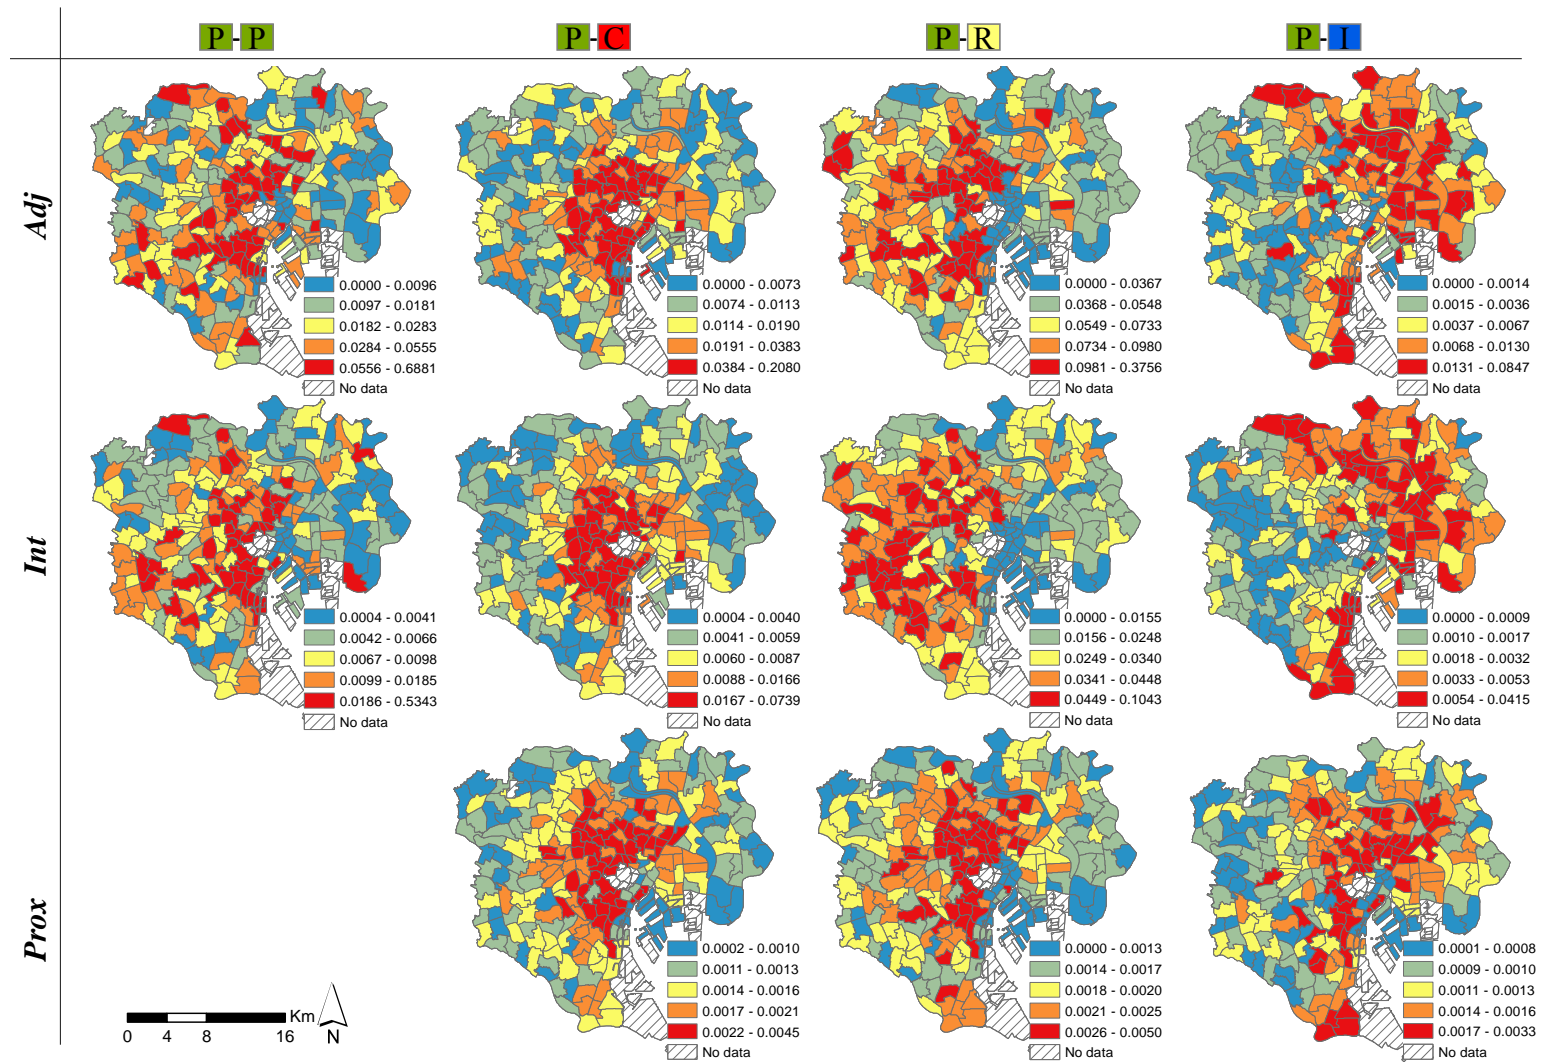 P-P P-C P-R P-I
Adj
0.0000 - 0.0096
0.0097 - 0.0181
0.0182 - 0.0283
0.0284 - 0.0555
0.0556 - 0.6881
No data
0.0000 - 0.0073
0.0074 - 0.0113
0.0114 - 0.0190
0.0191 - 0.0383
0.0384 - 0.2080
No data
0.0000 - 0.0367
0.0368 - 0.0548
0.0549 - 0.0733
0.0734 - 0.0980
0.0981 - 0.3756
No data
0.0000 - 0.0014
0.0015 - 0.0036
0.0037 - 0.0067
0.0068 - 0.0130
0.0131 - 0.0847
No data
Int
0.0004 - 0.0041
0.0042 - 0.0066
0.0067 - 0.0098
0.0099 - 0.0185
0.0186 - 0.5343
No data
0.0004 - 0.0040
0.0041 - 0.0059
0.0060 - 0.0087
0.0088 - 0.0166
0.0167 - 0.0739
No data
0.0000 - 0.0155
0.0156 - 0.0248
0.0249 - 0.0340
0.0341 - 0.0448
0.0449 - 0.1043
No data
0.0000 - 0.0009
0.0010 - 0.0017
0.0018 - 0.0032
0.0033 - 0.0053
0.0054 - 0.0415
No data
Prox
0.0002 - 0.0010
0.0011 - 0.0013
0.0014 - 0.0016
0.0017 - 0.0021
0.0022 - 0.0045
No data
0.0000 - 0.0013
0.0014 - 0.0017
0.0018 - 0.0020
0.0021 - 0.0025
0.0026 - 0.0050
No data
0.0001 - 0.0008
0.0009 - 0.0010
0.0011 - 0.0013
0.0014 - 0.0016
0.0017 - 0.0033
No data
Km
0 4 8 16
N